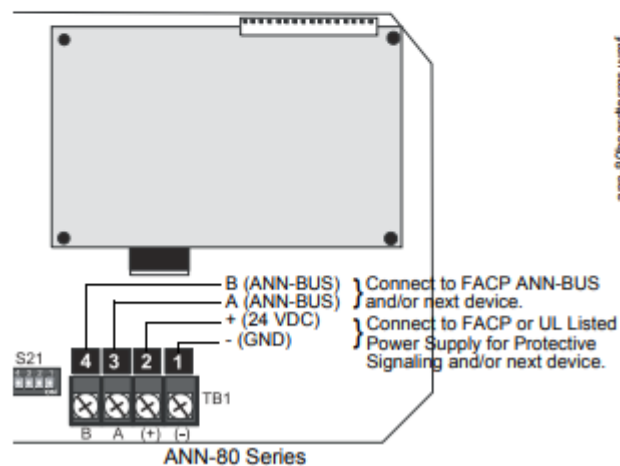 B (ANN-BUS)
A (ANN-BUS)
+ (24 VDC)
- (GND)
} Connect to FACP ANN-BUS
and/or next device.
} Connect to FACP or UL Listed
Power Supply for Protective
Signaling and/or next device.
S21
4 3 2 1
TB1
B A (+) (-)
ANN-80 Series